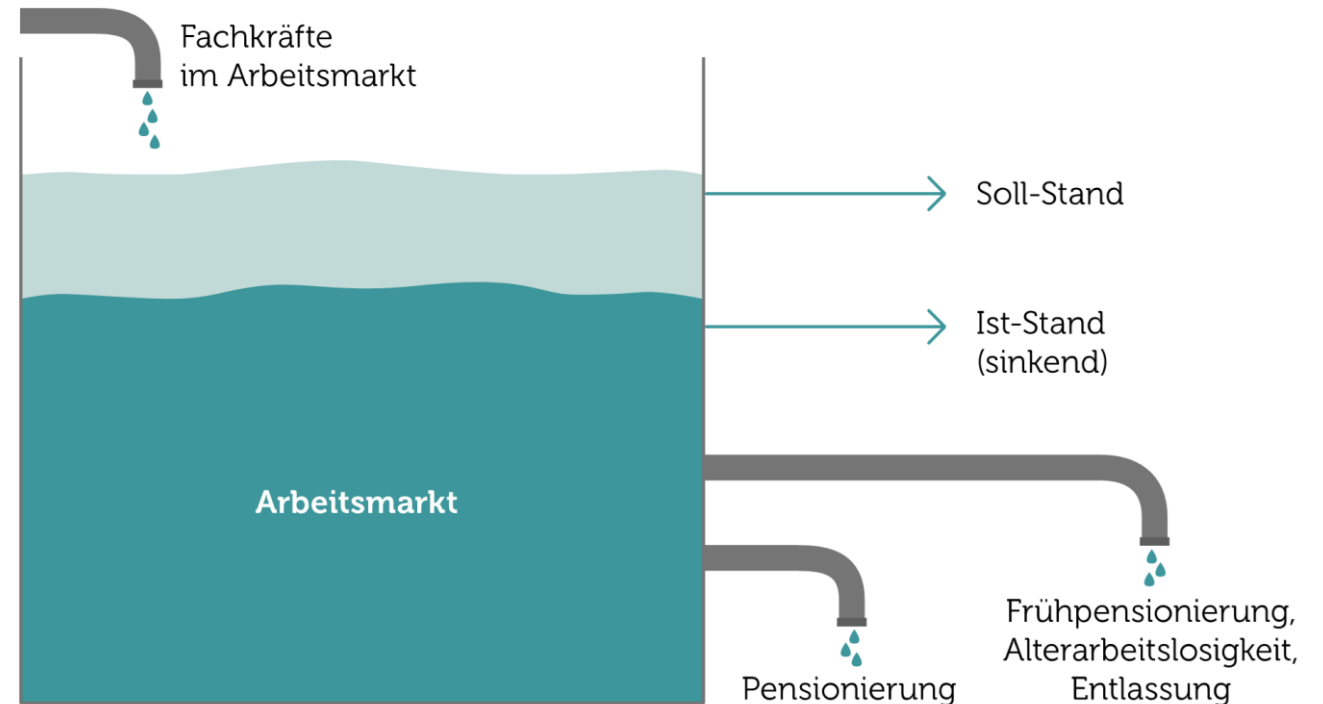 Fachkräfte
im Arbeitsmarkt
Soll-Stand
Ist-Stand
(sinkend)
Arbeitsmarkt
Frühpensionierung,
Alterarbeitslosigkeit,
Entlassung
Pensionierung